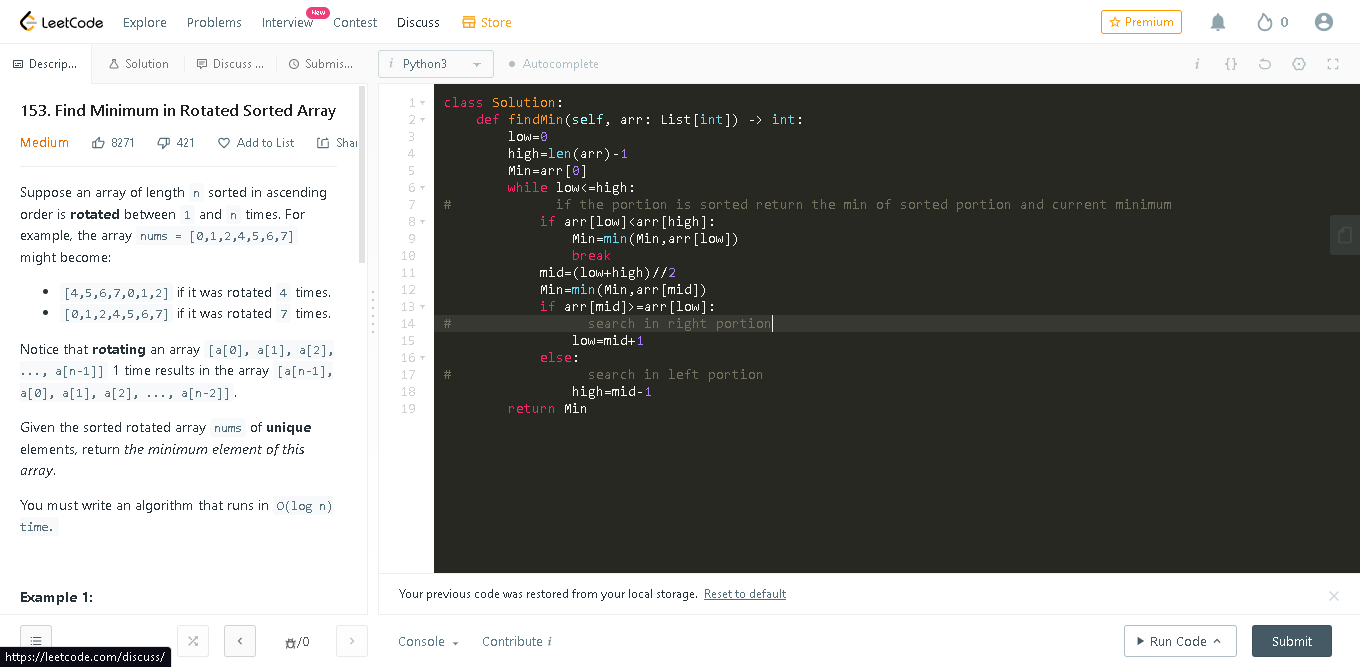 LeetCode Explore Problems Interview New Contest Discuss Store Premium 0
Descrip... Solution Discuss ... Submis... i Python3 Autocomplete i {}
153. Find Minimum in Rotated Sorted Array
Medium 8271 421 Add to List Shar
Suppose an array of length n sorted in ascending
order is rotated between 1 and n times. For
example, the array nums = [0,1,2,4,5,6,7]
might become:
• [4,5,6,7,0,1,2] if it was rotated 4 times.
• [0,1,2,4,5,6,7] if it was rotated 7 times.
Notice that rotating an array [a[0], a[1], a[2],
..., a[n-1]] 1 time results in the array [a[n-1],
a[0], a[1], a[2], ..., a[n-2]].
Given the sorted rotated array nums of unique
elements, return the minimum element of this
array.
You must write an algorithm that runs in O(log n)
time.
Example 1:
1 class Solution:
2 def findMin(self, arr: List[int]) -> int:
3 low=0
4 high=len(arr)-1
5 Min=arr[0]
6 while low<=high:
7 # if the portion is sorted return the min of sorted portion and current minimum
8 if arr[low]<arr[high]:
9 Min=min(Min,arr[low])
10 break
11 mid=(low+high)//2
12 Min=min(Min,arr[mid])
13 if arr[mid]>=arr[low]:
14 # search in right portion
15 low=mid+1
16 else:
17 # search in left portion
18 high=mid-1
19 return Min
Your previous code was restored from your local storage. Reset to default
/0 Console Contribute i Run Code Submit
https://leetcode.com/discuss/